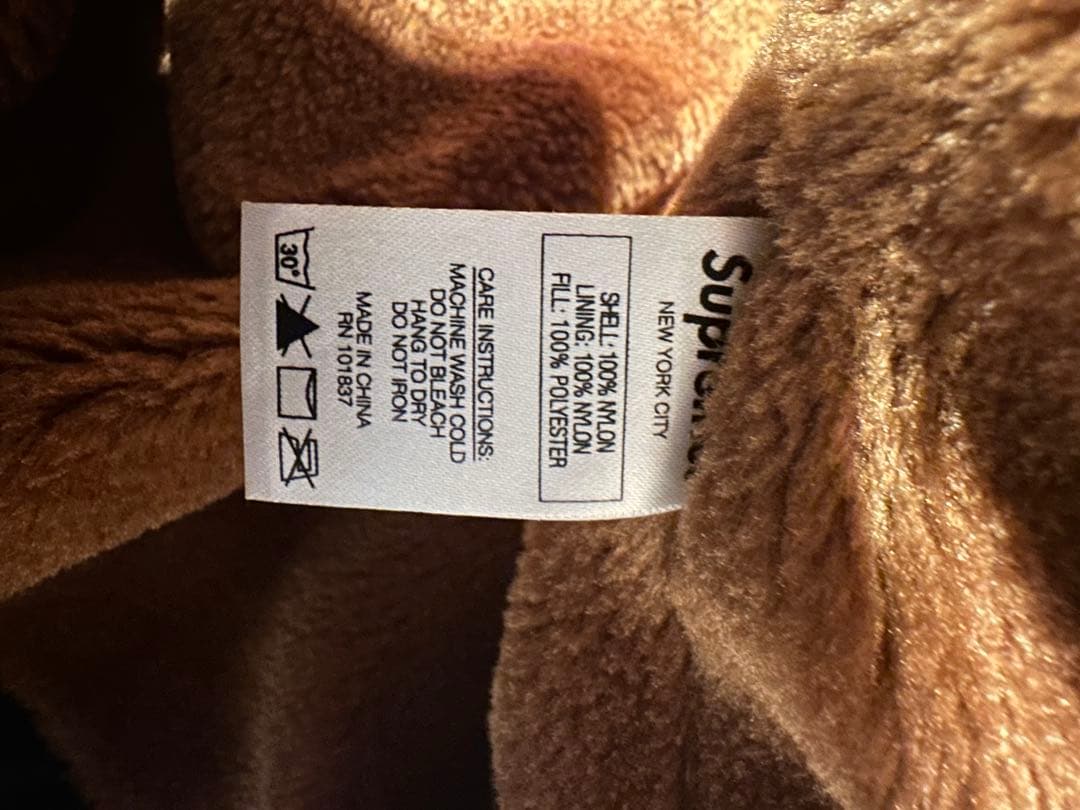 Supreme
NEW YORK CITY
SHELL: 100% NYLON
LINING: 100% NYLON
FILL: 100% POLYESTER
CARE INSTRUCTIONS:
MACHINE WASH COLD
DO NOT BLEACH
HANG TO DRY
DO NOT IRON
MADE IN CHINA
RN 101837
30°